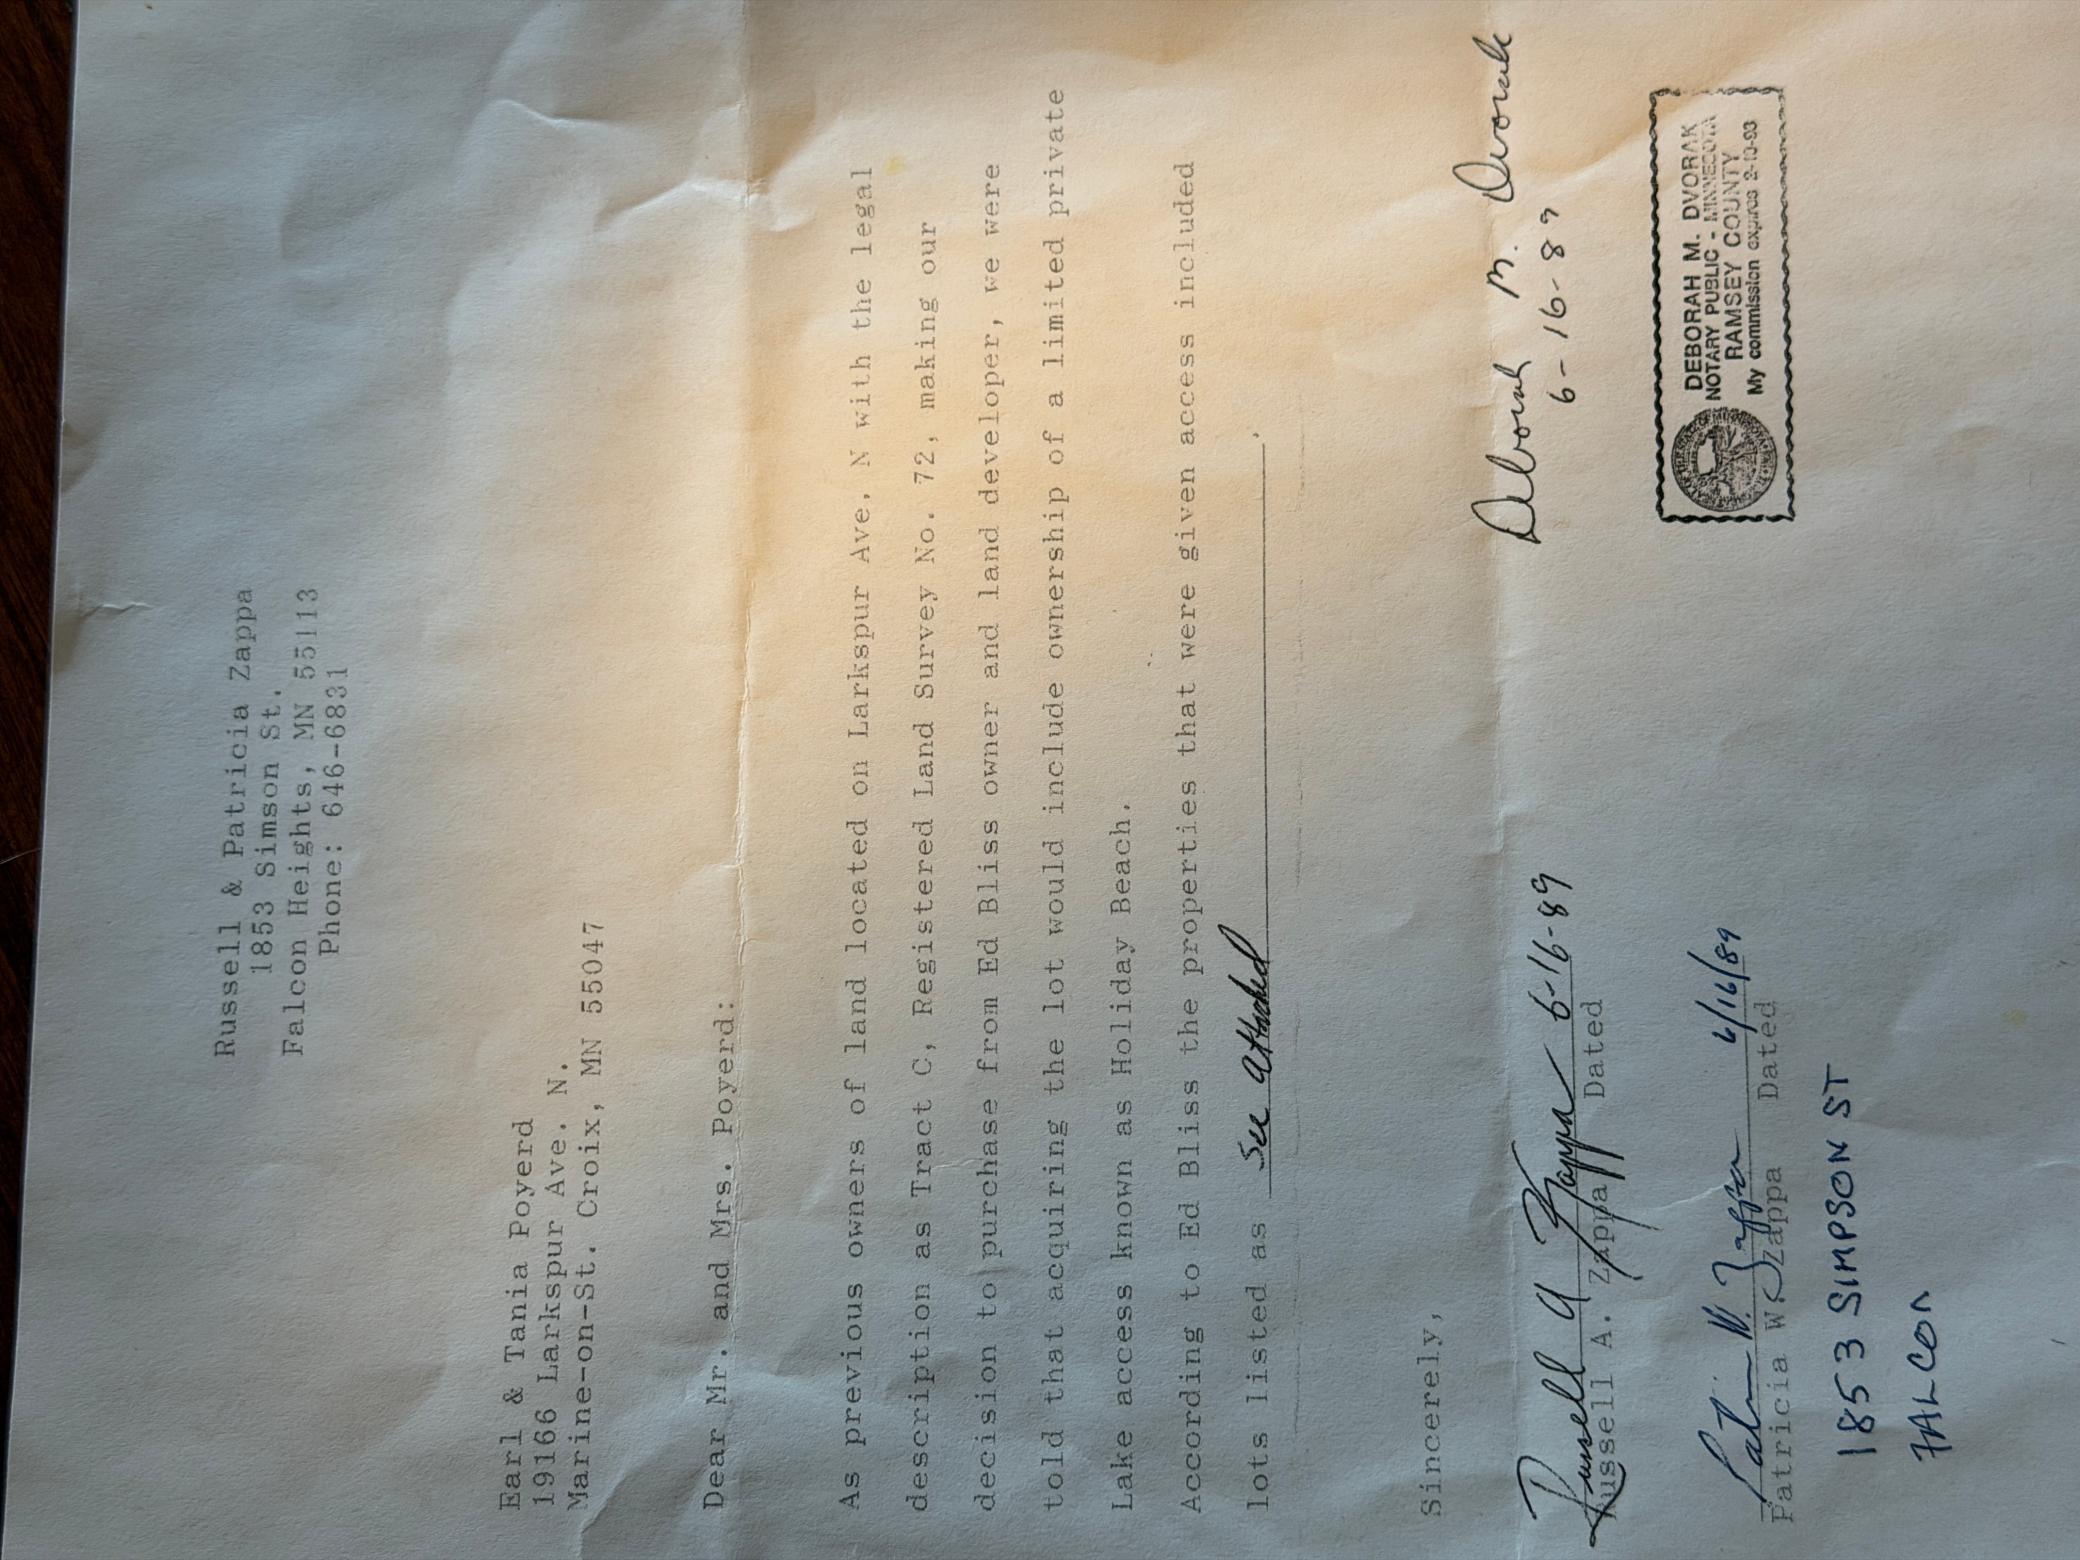 Russell & Patricia Zappa
1853 Simson St.
Falcon Heights, MN 55113
Phone: 646-6831
Earl & Tania Poyerd
19166 Larkspur Ave. N.
Marine-on-St. Croix, MN 55047
Dear Mr. and Mrs. Poyerd:
As previous owners of land located on Larkspur Ave. N with the legal
description as Tract C, Registered Land Survey No. 72, making our
decision to purchase from Ed Bliss owner and land developer, we were
told that acquiring the lot would include ownership of a limited private
Lake access known as Holiday Beach.
According to Ed Bliss the properties that were given access included
lots listed as See attached.
Sincerely,
Deborah M. Dvorak
6-16-89
Russell A Zappa 6-16-89
Russell A. Zappa Dated
DEBORAH M. DVORAK
NOTARY PUBLIC - MINNESOTA
RAMSEY COUNTY
My commission expires 2-10-93
Patricia W. Zappa 6/16/89
Patricia W. Zappa Dated
1853 SIMPSON ST
FALCON